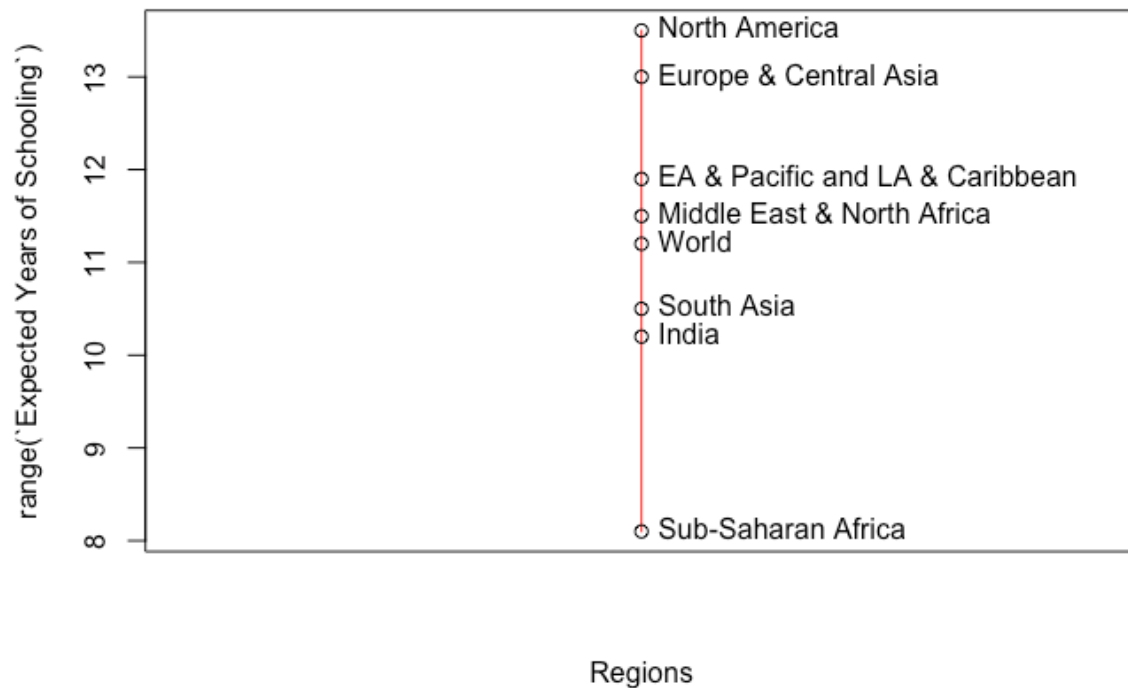 range(`Expected Years of Schooling`)
13
12
11
10
9
8
North America
Europe & Central Asia
EA & Pacific and LA & Caribbean
Middle East & North Africa
World
South Asia
India
Sub-Saharan Africa
Regions